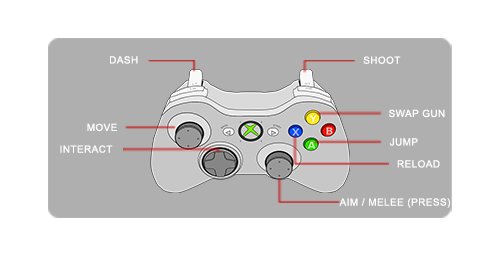 DASH
SHOOT
SWAP GUN
Y
MOVE
X
B
JUMP
A
INTERACT
RELOAD
AIM / MELEE (PRESS)